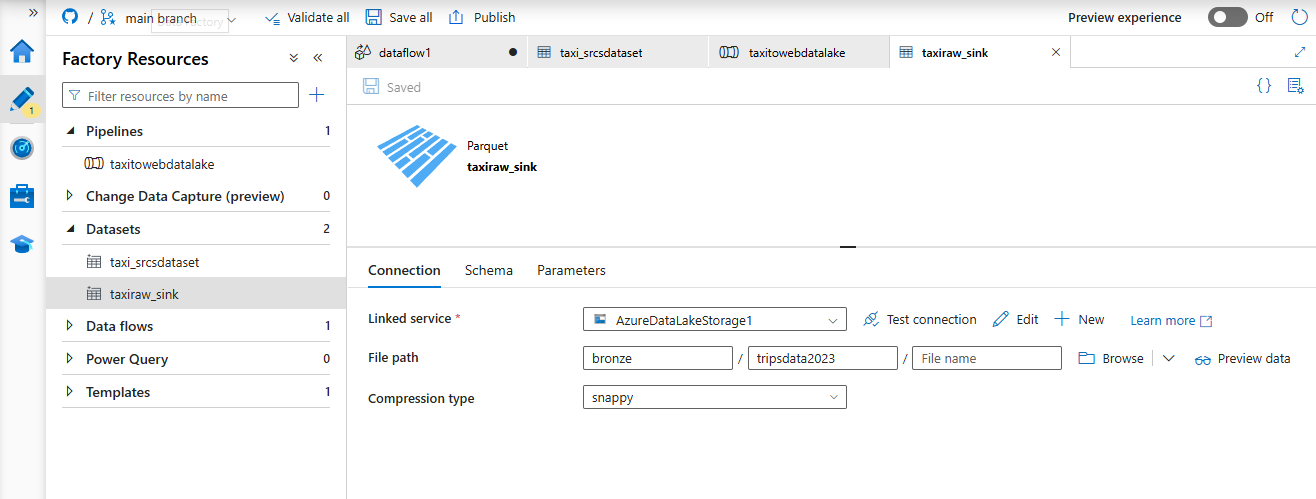 » / main branch Validate all Save all Publish Preview experience Off
Factory Resources
dataflow1 taxi_srcsdataset taxitowebdatalake taxiraw_sink
Filter resources by name
Saved
{}
1
Pipelines 1
taxitowebdatalake
Parquet
taxiraw_sink
Change Data Capture (preview) 0
Datasets 2
taxi_srcsdataset
taxiraw_sink
Data flows 1
Power Query 0
Templates 1
Connection Schema Parameters
Linked service * AzureDataLakeStorage1 Test connection Edit New Learn more
File path bronze / tripsdata2023 / File name Browse Preview data
Compression type snappy